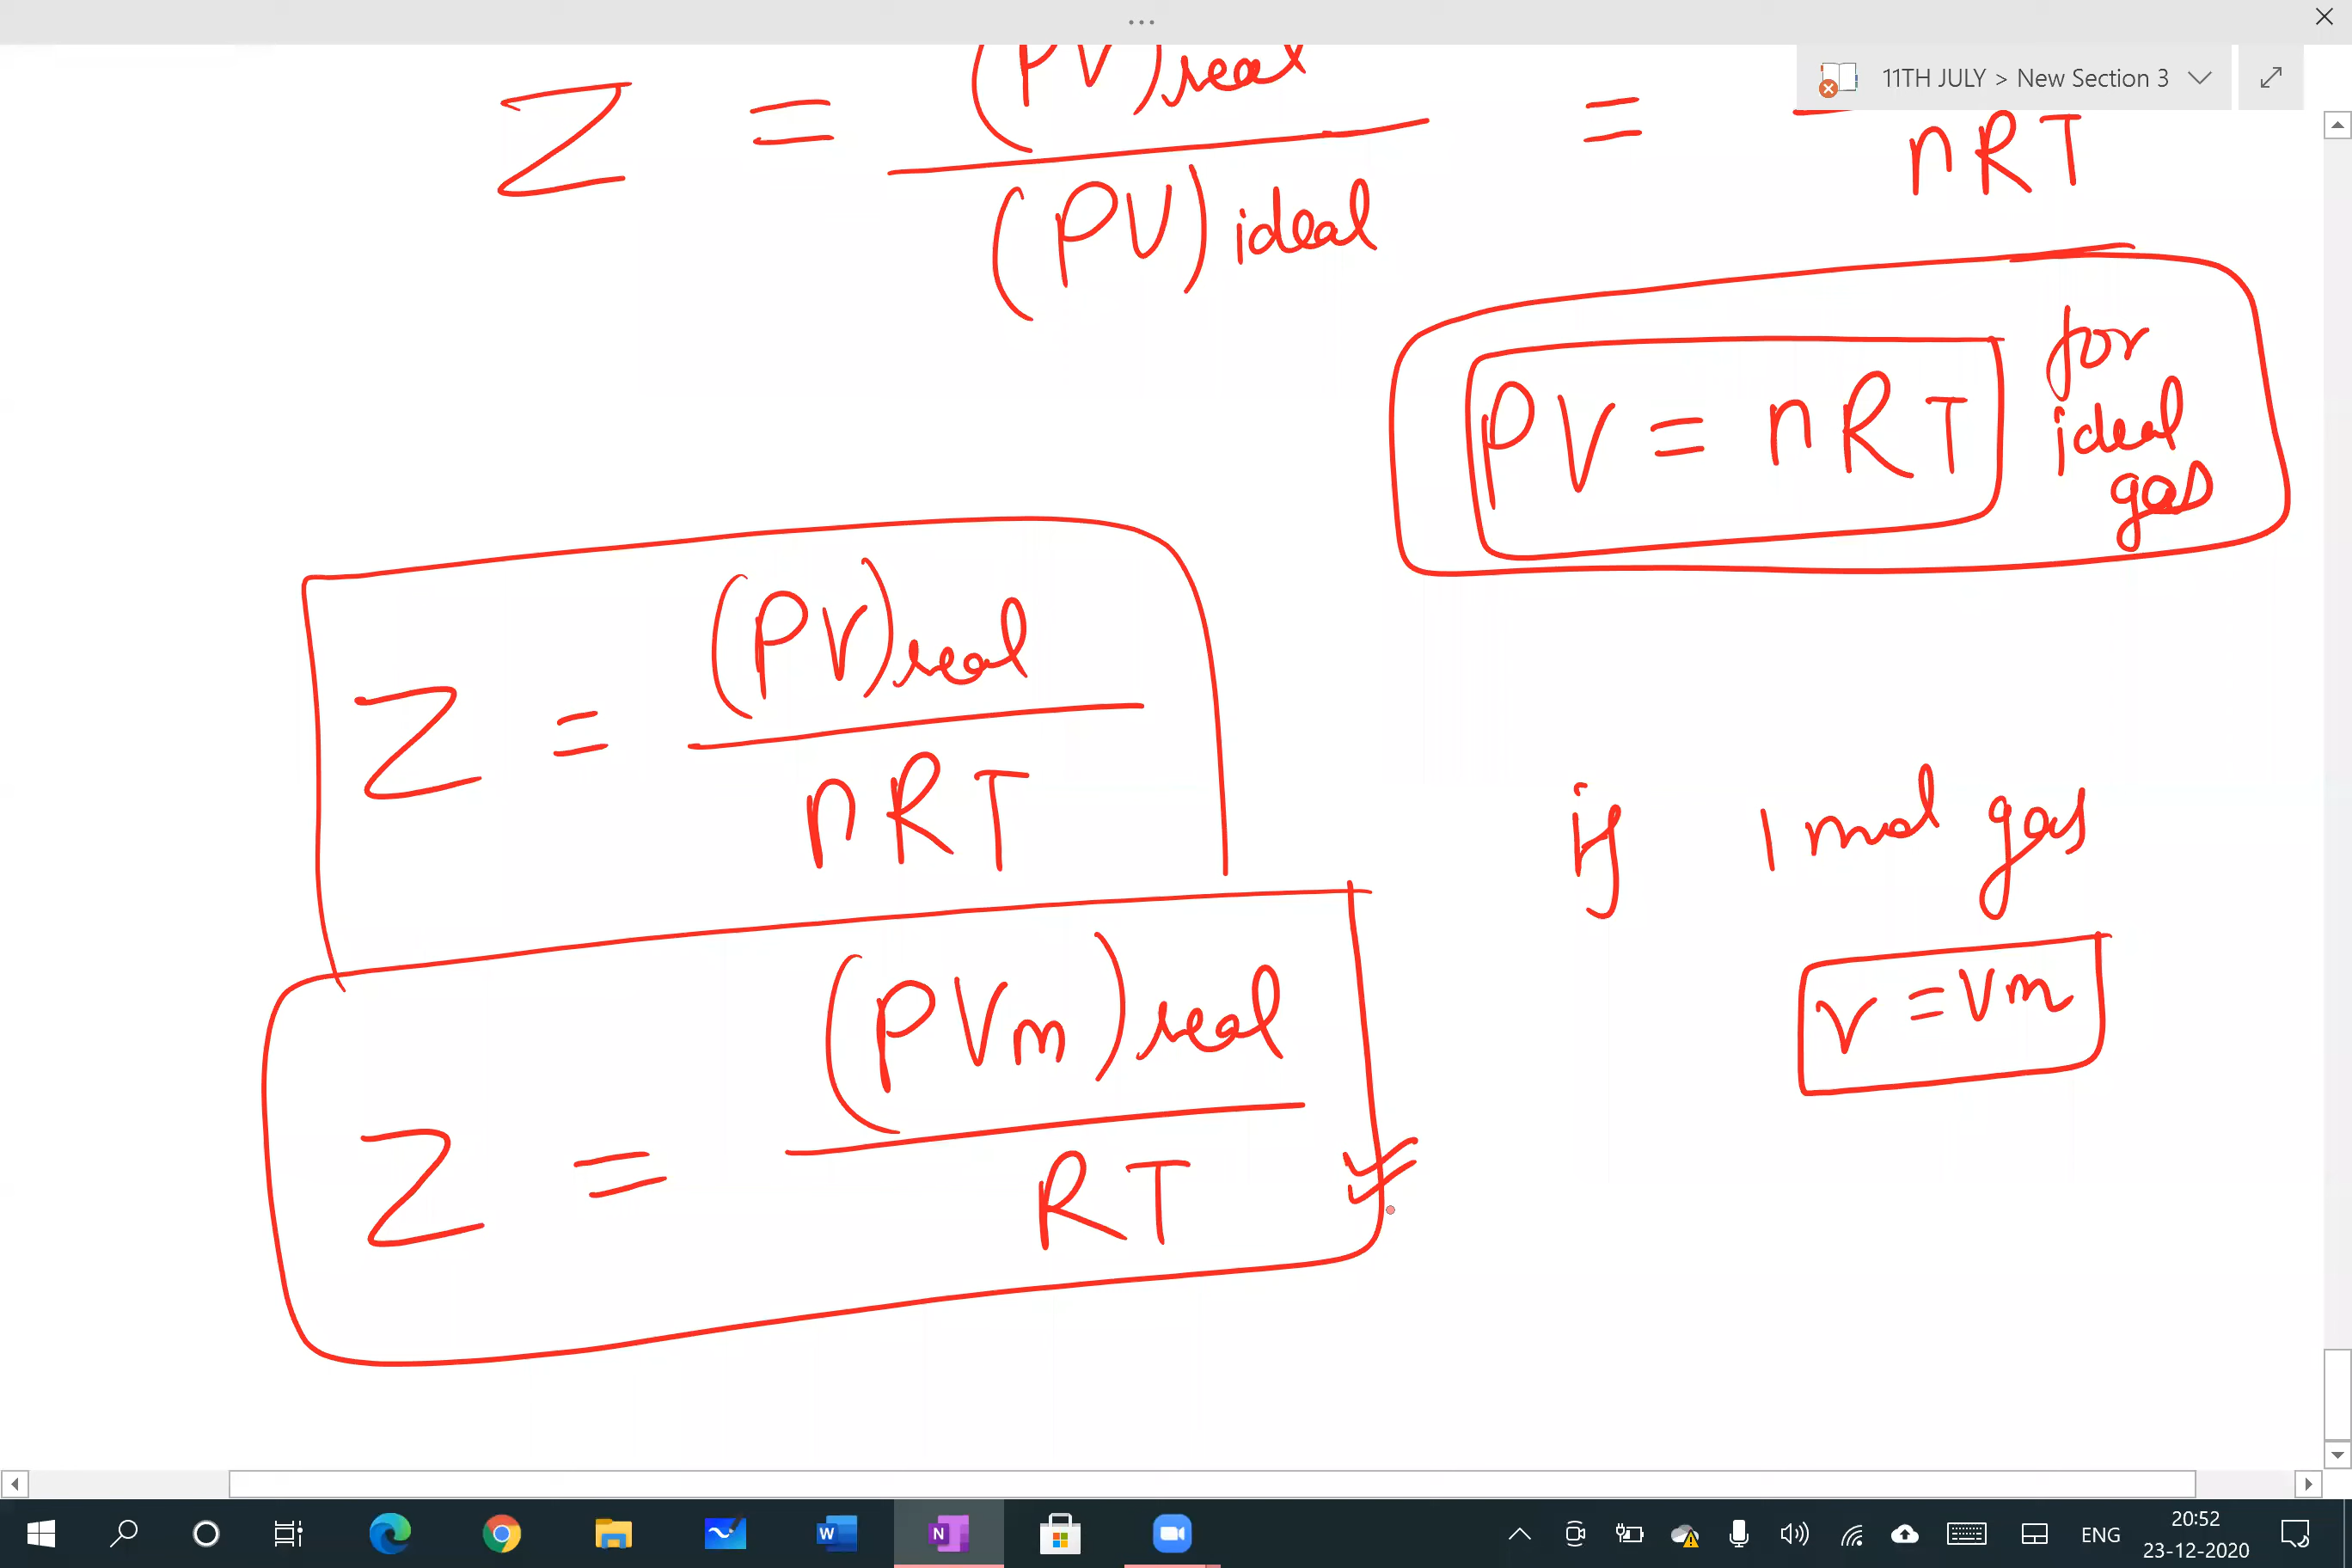 11TH JULY > New Section 3
Z = (PV)real / (PV)ideal = / nRT
PV = nRT for ideal gas
Z = (PV)real / nRT
if 1 mol gas
V = Vm
Z = (PVm)real / RT
ENG
20:52
23-12-2020